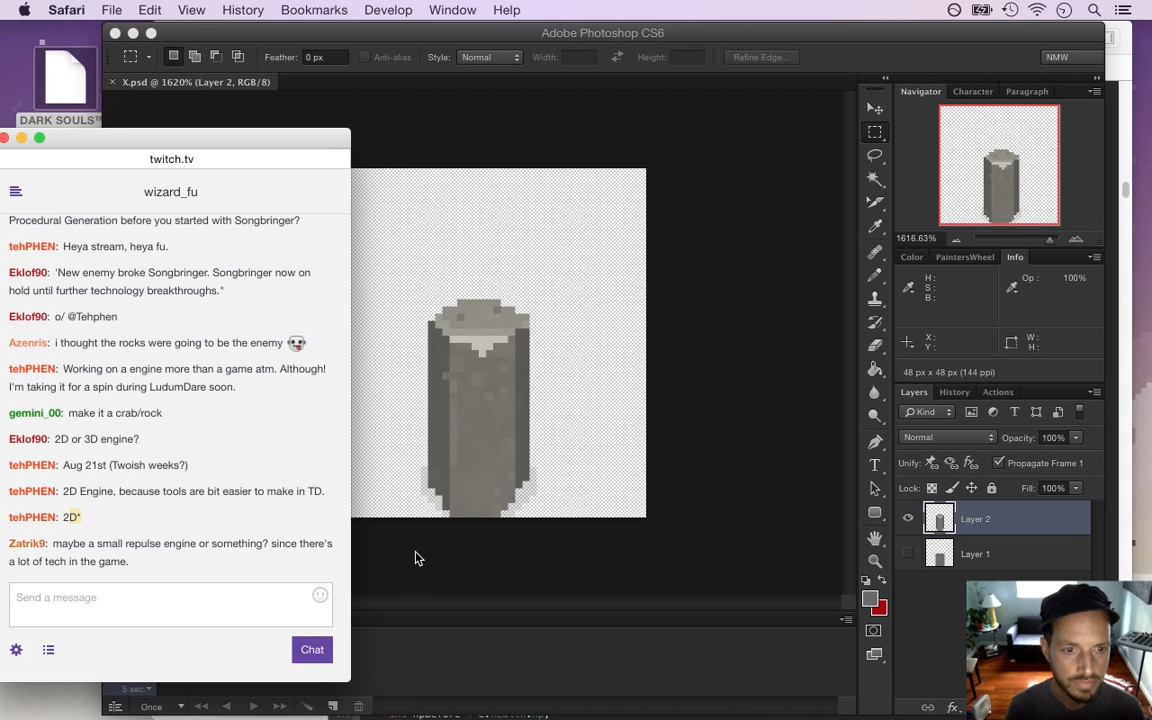 Safari File Edit View History Bookmarks Develop Window Help
Adobe Photoshop CS6
Feather: 0 px Anti-alias Style: Normal Width: Height: Refine Edge... NMW
X.psd @ 1620% (Layer 2, RGB/8)
DARK SOULS™
twitch.tv
wizard_fu
Procedural Generation before you started with Songbringer?
tehPHEN: Heya stream, heya fu.
Eklof90: 'New enemy broke Songbringer. Songbringer now on
hold until further technology breakthroughs."
Eklof90: o/ @Tehphen
Azenris: i thought the rocks were going to be the enemy
tehPHEN: Working on a engine more than a game atm. Although!
I'm taking it for a spin during LudumDare soon.
gemini_00: make it a crab/rock
Eklof90: 2D or 3D engine?
tehPHEN: Aug 21st (Twoish weeks?)
tehPHEN: 2D Engine, because tools are bit easier to make in TD.
tehPHEN: 2D*
Zatrik9: maybe a small repulse engine or something? since there's
a lot of tech in the game.
Send a message
Chat
5 sec.
Once
Navigator Character Paragraph
1616.63%
Color PaintersWheel Info
H: Op: 100%
S:
B:
X: W:
Y: H:
48 px x 48 px (144 ppi)
Layers History Actions
Kind
Normal Opacity: 100%
Unify: Propagate Frame 1
Lock: Fill: 100%
Layer 2
Layer 1
fx